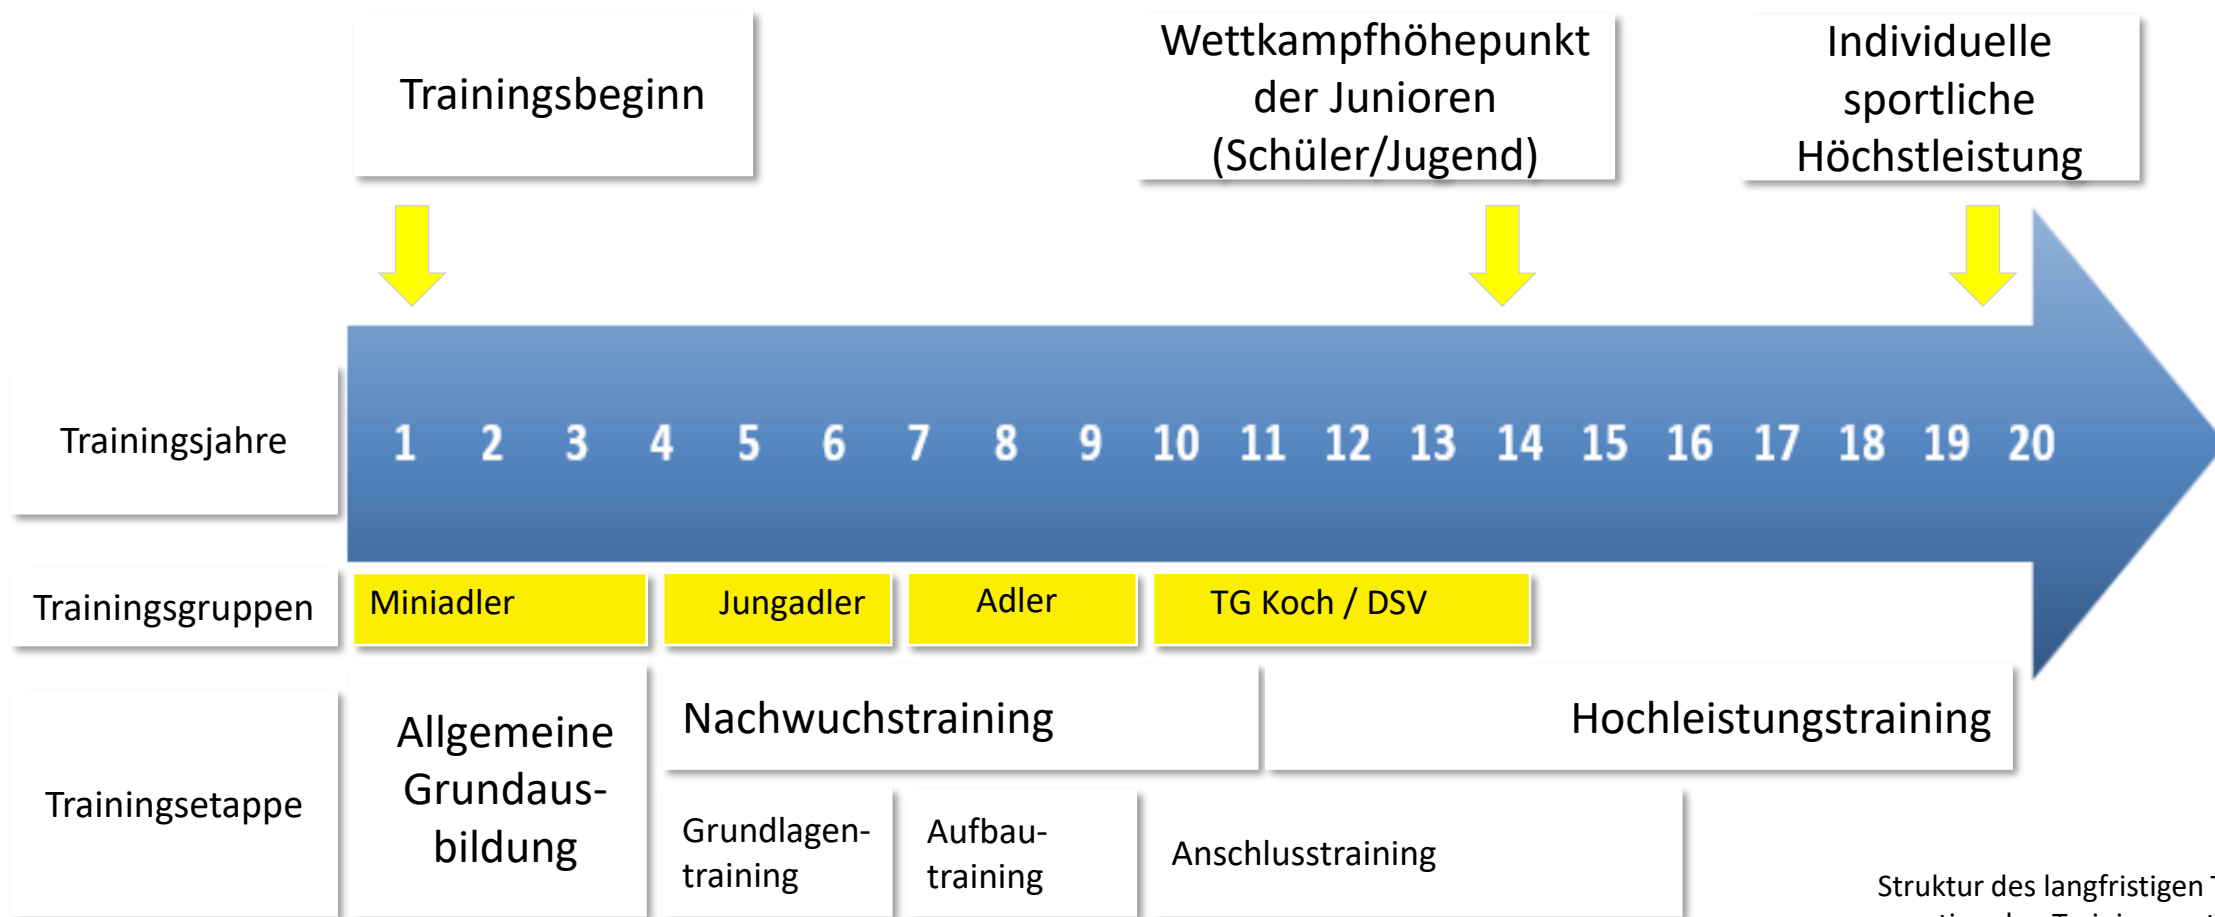 Trainingsbeginn
Wettkampfhöhepunkt
der Junioren
(Schüler/Jugend)
Individuelle
sportliche
Höchstleistung
Trainingsjahre
1 2 3 4 5 6 7 8 9 10 11 12 13 14 15 16 17 18 19 20
Trainingsgruppen
Miniadler
Jungadler
Adler
TG Koch / DSV
Trainingsetappe
Allgemeine
Grundaus-
bildung
Nachwuchstraining
Hochleistungstraining
Grundlagen-
training
Aufbau-
training
Anschlusstraining
Struktur des langfristigen